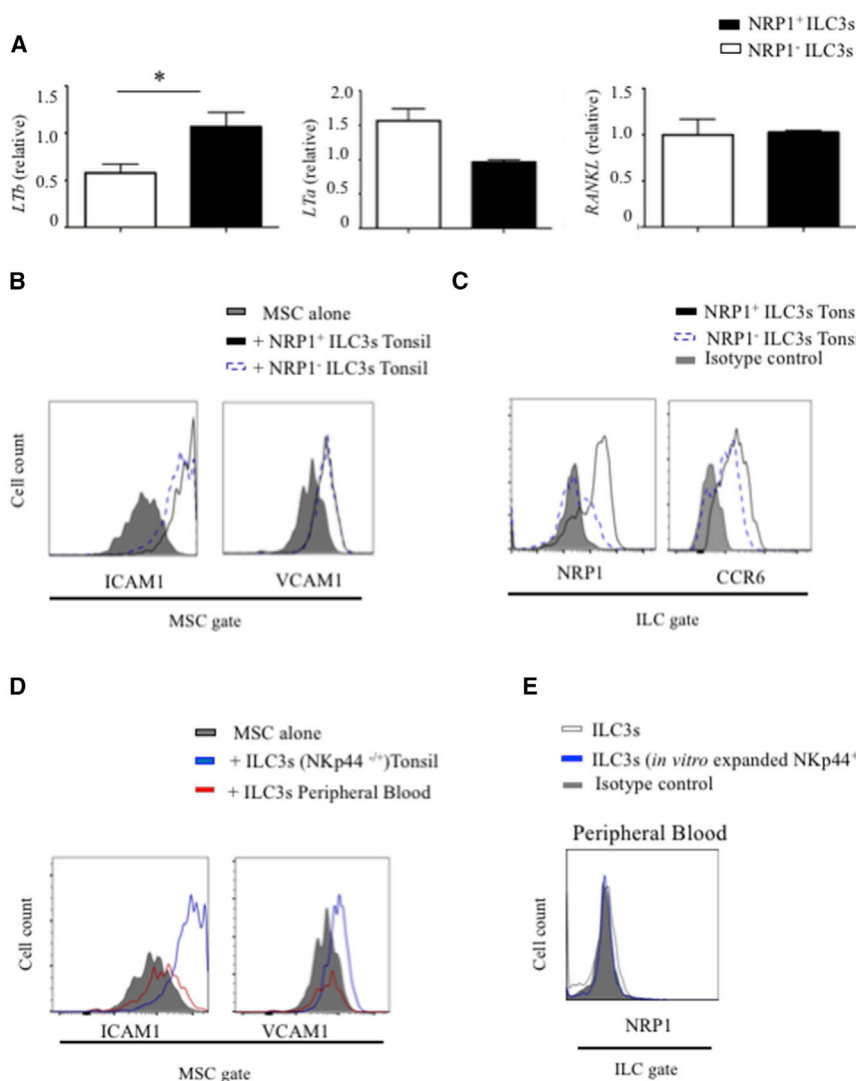 NRP1⁺ ILC3s
NRP1⁻ ILC3s
A
*
1.5
1.0
0.5
0
LTb (relative)
2.0
1.5
1.0
0.5
0.0
LTa (relative)
1.5
1.0
0.5
0
RANKL (relative)
B
MSC alone
+ NRP1⁺ ILC3s Tonsil
+ NRP1⁻ ILC3s Tonsil
Cell count
ICAM1
VCAM1
MSC gate
C
NRP1⁺ ILC3s Tons
NRP1⁻ ILC3s Tonsi
Isotype control
NRP1
CCR6
ILC gate
D
MSC alone
+ ILC3s (NKp44 ⁻/⁺)Tonsil
+ ILC3s Peripheral Blood
Cell count
ICAM1
VCAM1
MSC gate
E
ILC3s
ILC3s (in vitro expanded NKp44⁺
Isotype control
Peripheral Blood
Cell count
NRP1
ILC gate